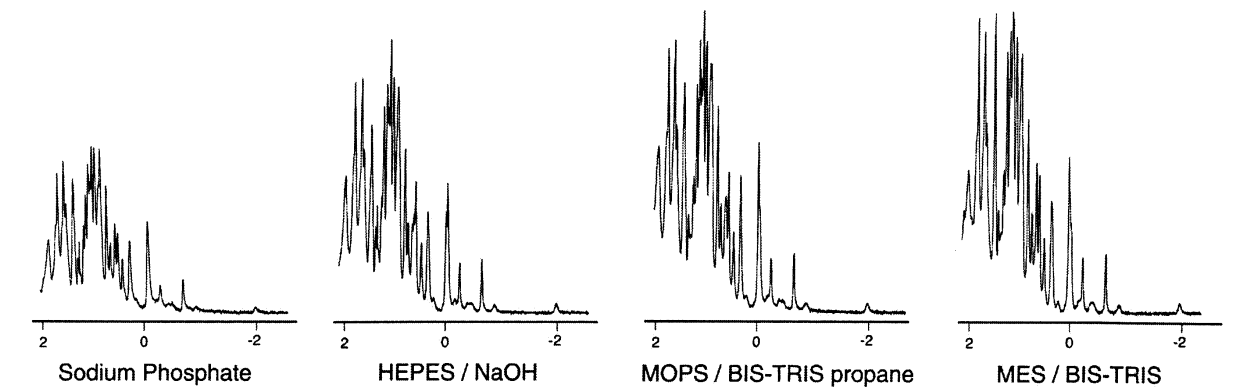 2 0 -2 2 0 -2 2 0 -2 2 0 -2
Sodium Phosphate HEPES / NaOH MOPS / BIS-TRIS propane MES / BIS-TRIS